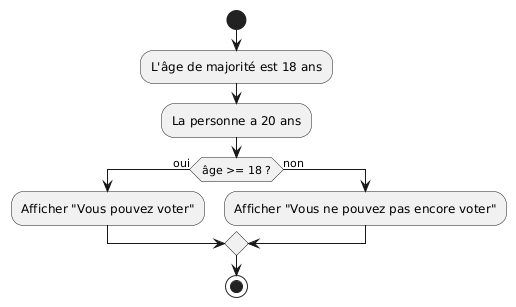 L'âge de majorité est 18 ans
La personne a 20 ans
oui
âge >= 18 ?
non
Afficher "Vous pouvez voter"
Afficher "Vous ne pouvez pas encore voter"